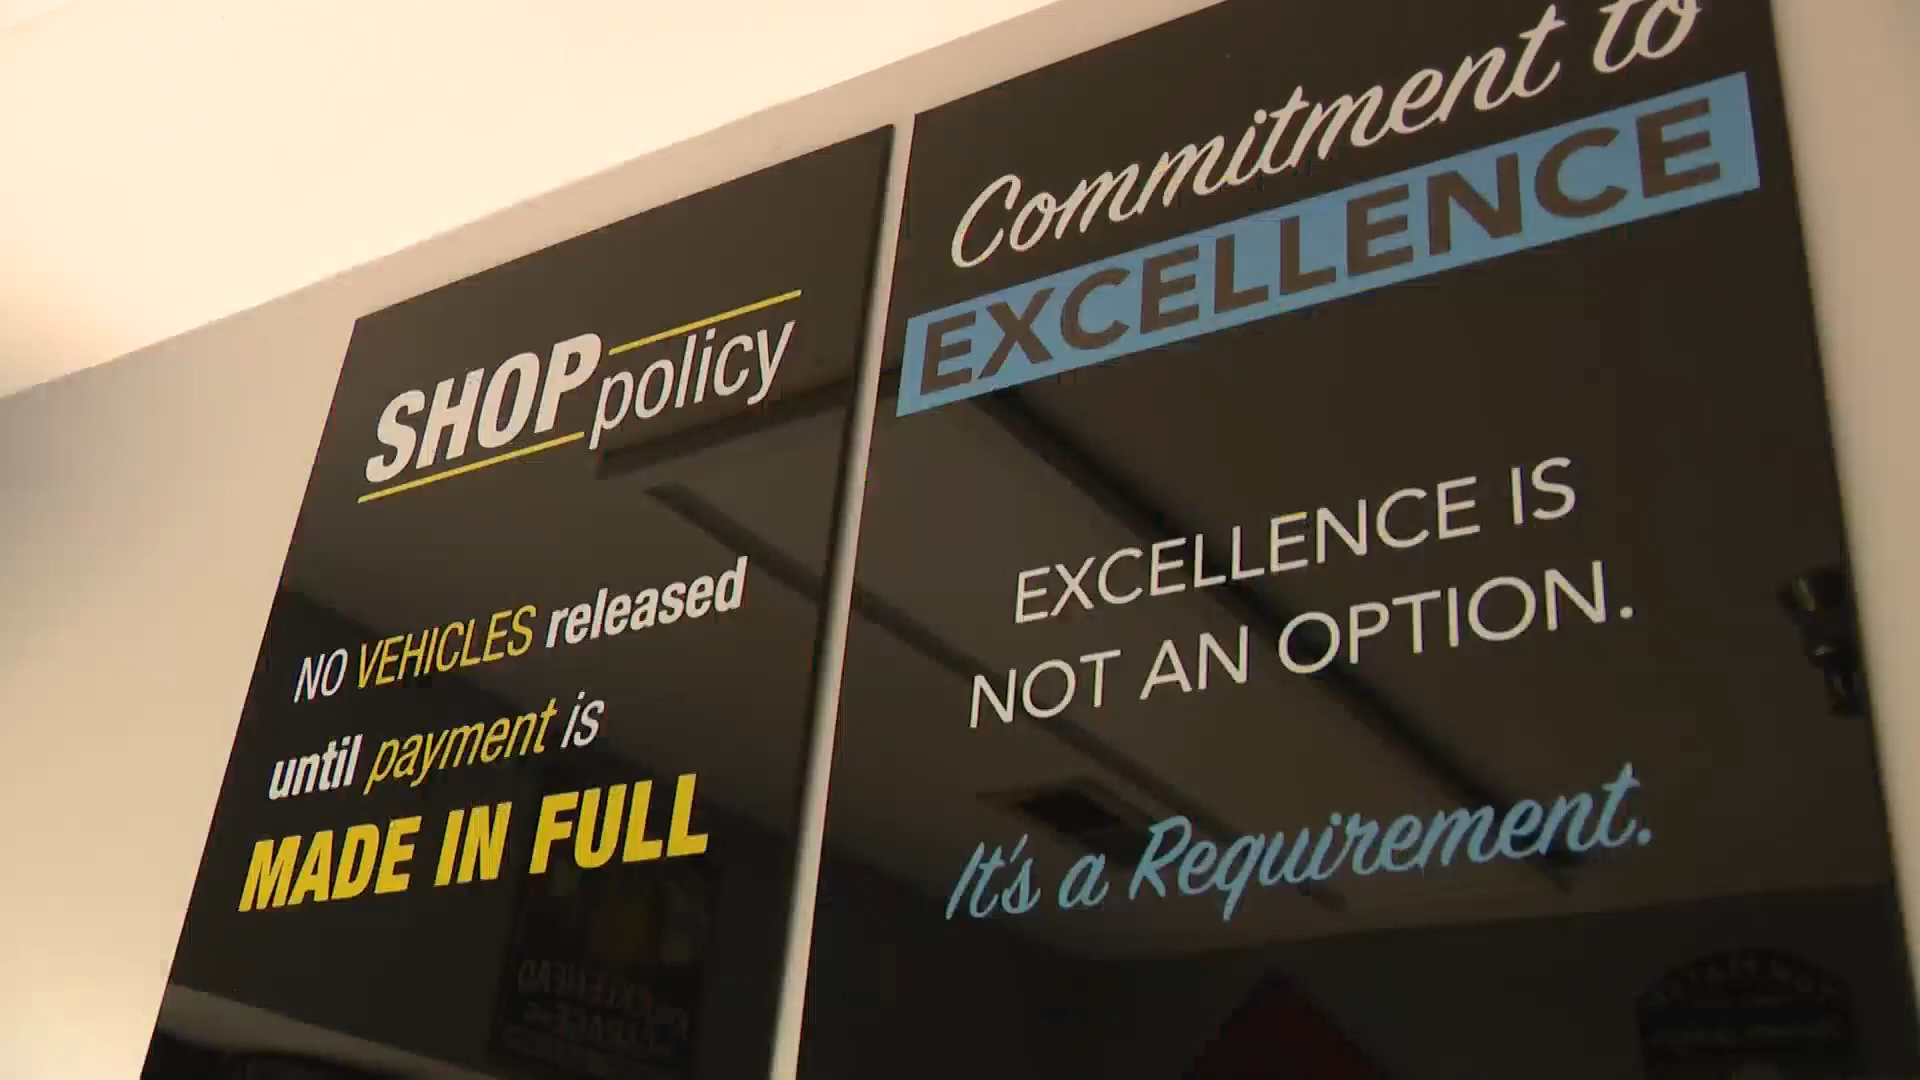 SHOP policy
NO VEHICLES released
until payment is
MADE IN FULL
Commitment to
EXCELLENCE
EXCELLENCE IS
NOT AN OPTION.
It's a Requirement.